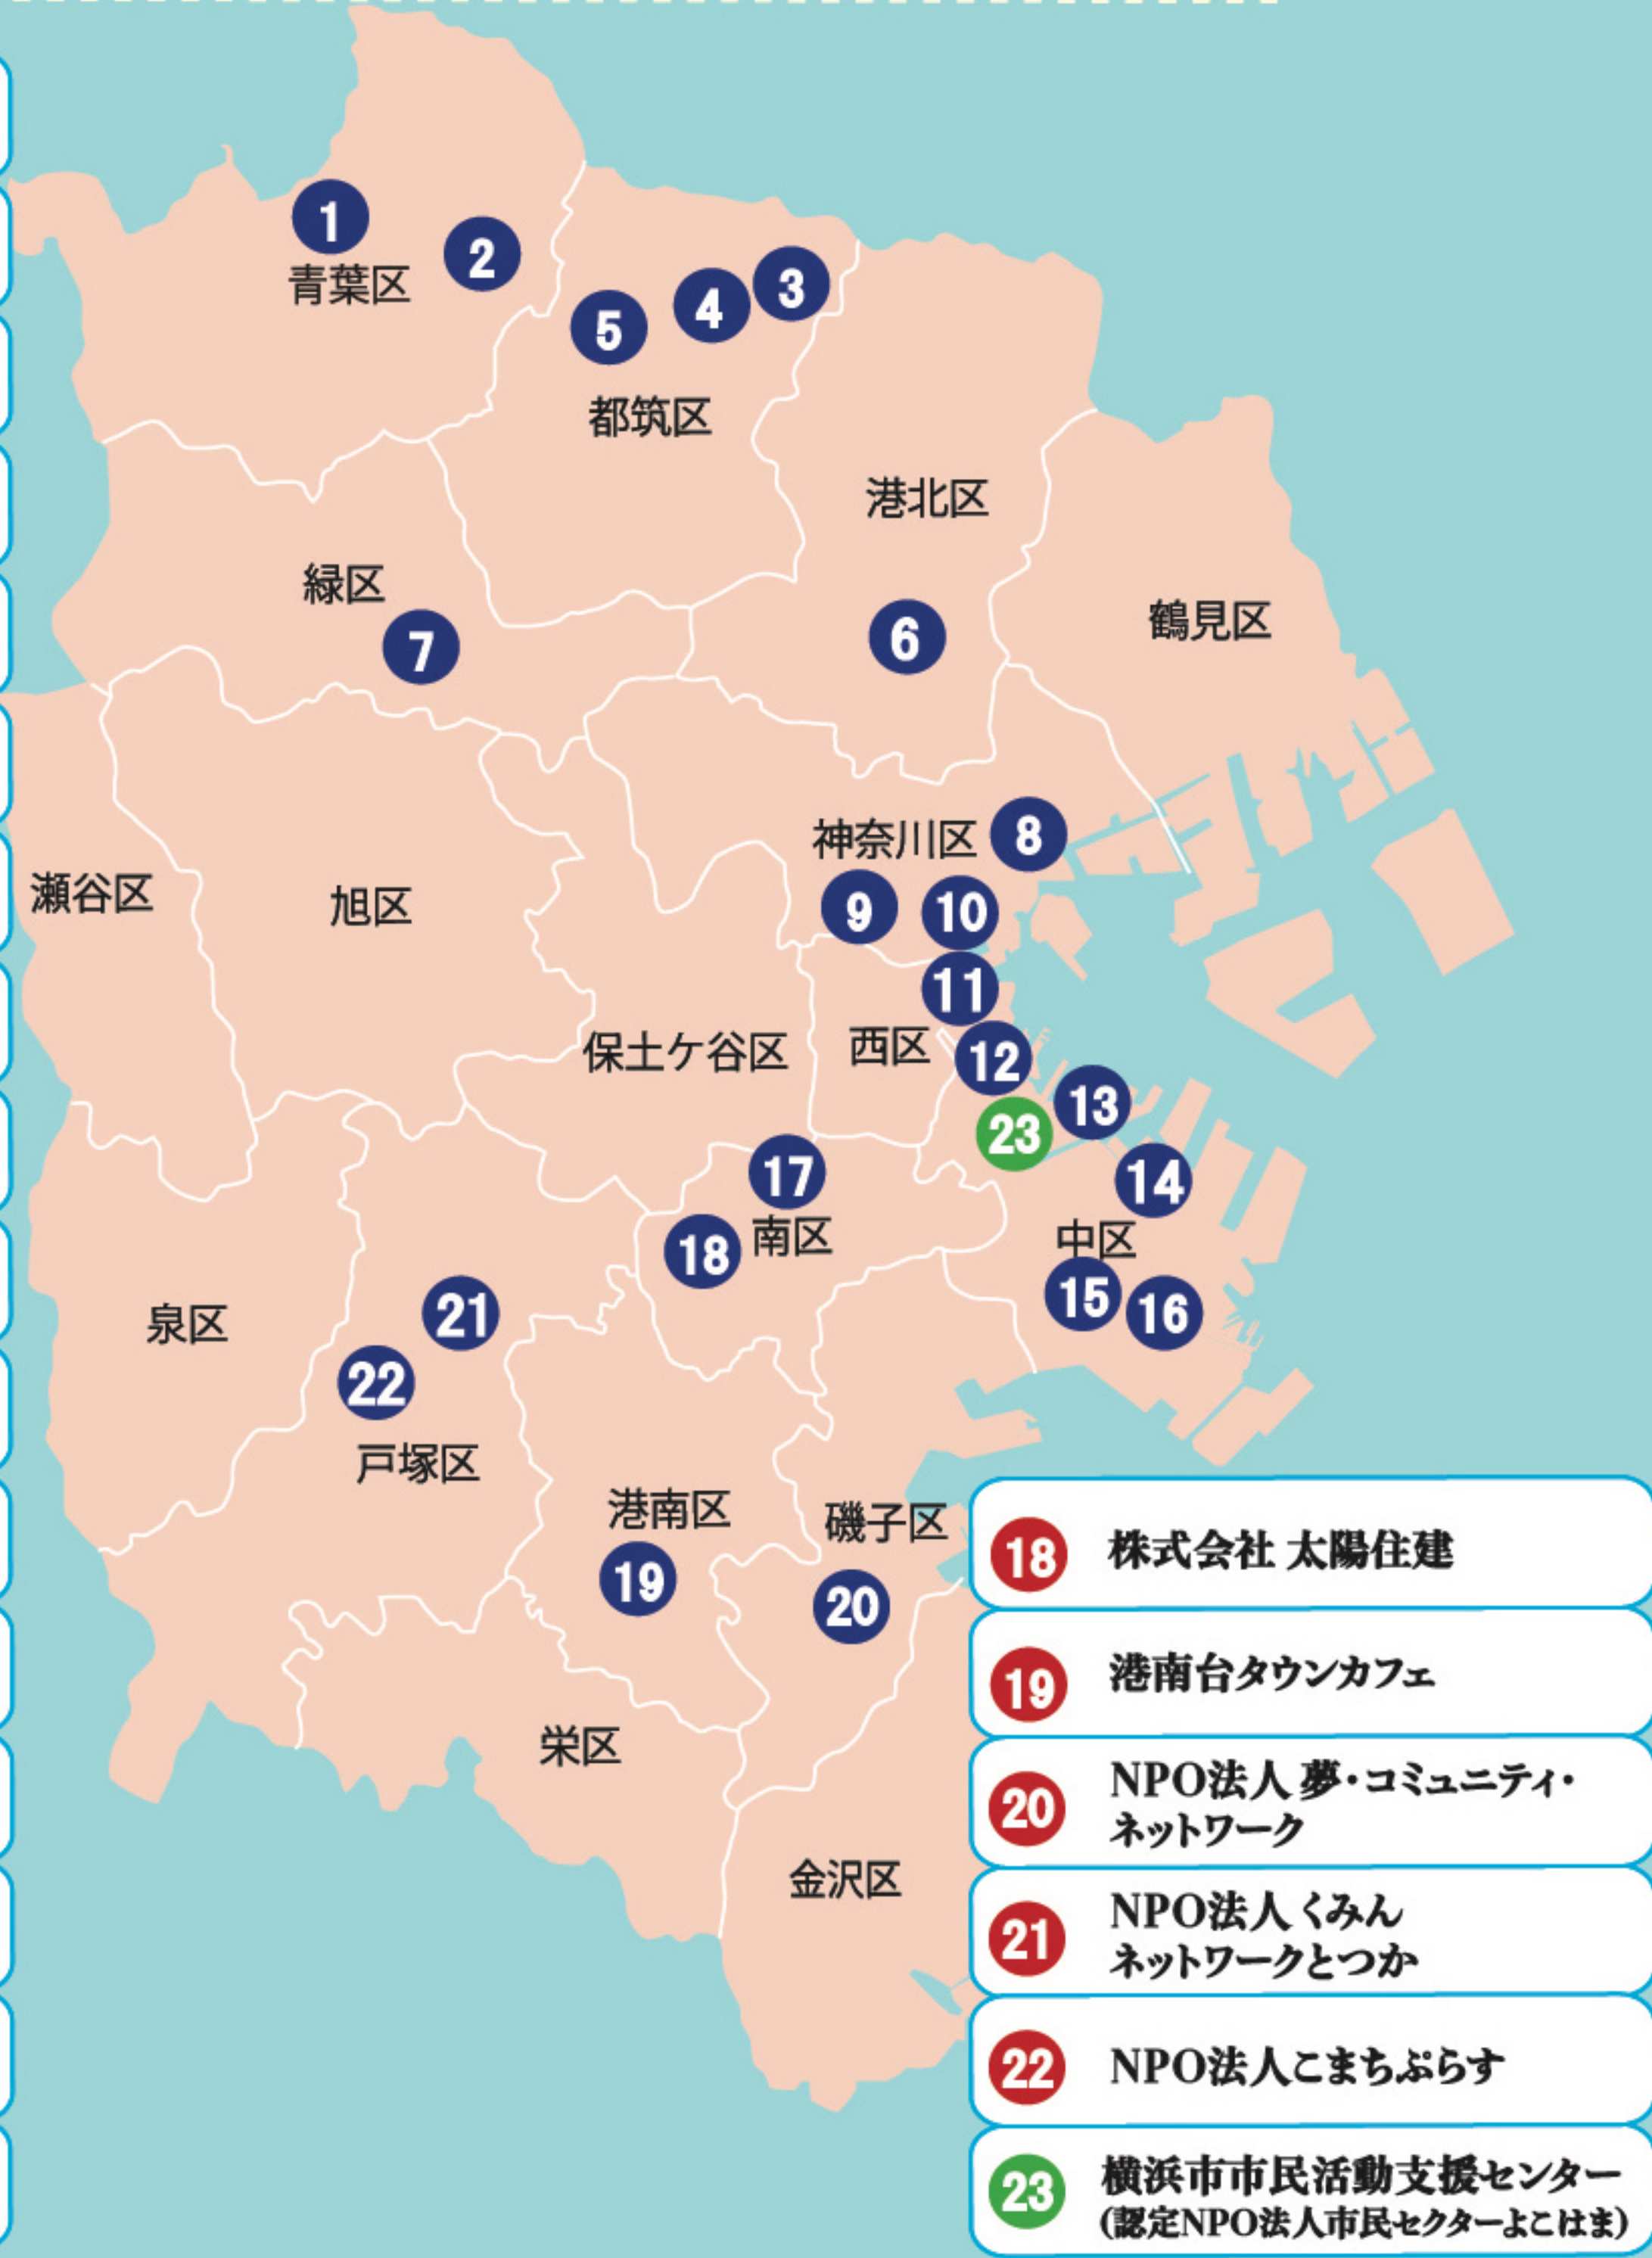 1
青葉区
2
3
4
5
都筑区
港北区
緑区
6
鶴見区
7
神奈川区
8
瀬谷区
旭区
9
10
11
保土ケ谷区
西区
12
13
23
17
14
18
南区
中区
15
16
泉区
21
22
戸塚区
港南区
磯子区
19
20
栄区
金沢区
18 株式会社 太陽住建
19 港南台タウンカフェ
20 NPO法人 夢・コミュニティ・
ネットワーク
21 NPO法人くみん
ネットワークとつか
22 NPO法人こまちぷらす
23 横浜市市民活動支援センター
(認定NPO法人市民セクターよこはま)